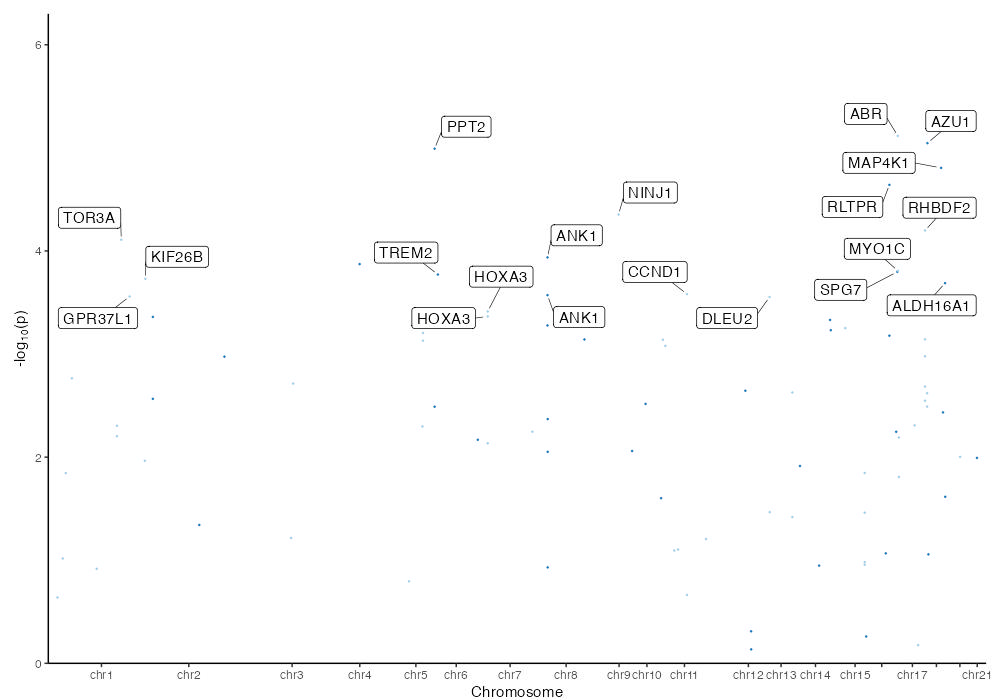 6
ABR
AZU1
PPT2
MAP4K1
NINJ1
RLTPR
RHBDF2
TOR3A
ANK1
KIF26B
TREM2
MYO1C
4
HOXA3
CCND1
SPG7
ALDH16A1
GPR37L1
HOXA3
ANK1
DLEU2
-log10(p)
2
0
chr1 chr2 chr3 chr4 chr5 chr6 chr7 chr8 chr9 chr10 chr11 chr12 chr13 chr14 chr15 chr17 chr21
Chromosome